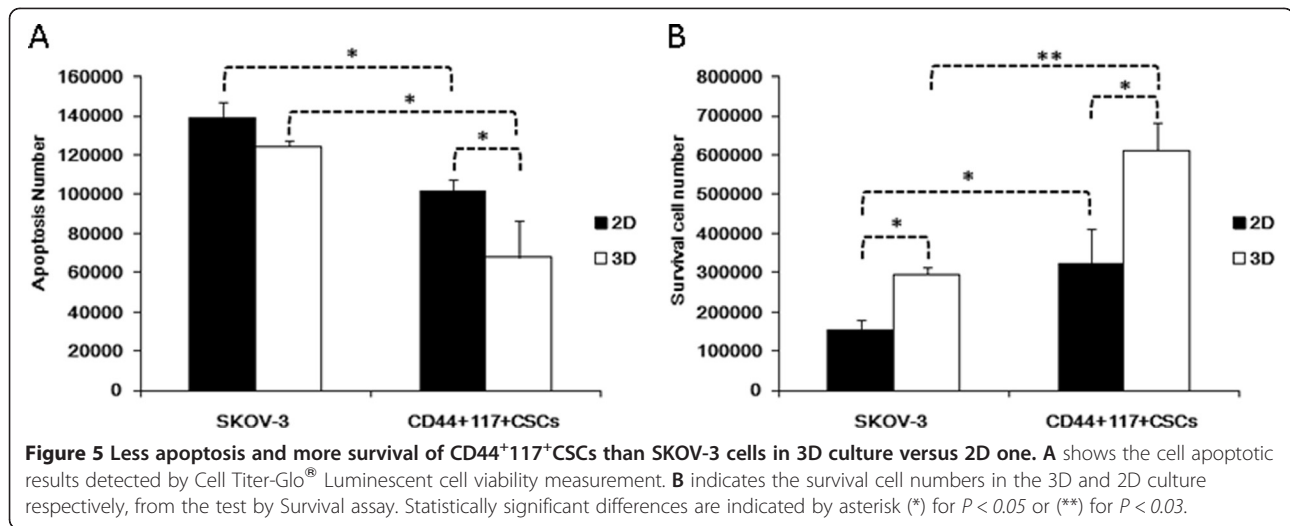 A
B
*
*
*
**
*
*
*
Apoptosis Number
160000
140000
120000
100000
80000
60000
40000
20000
0
SKOV-3
CD44+117+CSCs
2D
3D
Survival cell number
800000
700000
600000
500000
400000
300000
200000
100000
0
SKOV-3
CD44+117+CSCs
2D
3D
Figure 5 Less apoptosis and more survival of CD44⁺117⁺CSCs than SKOV-3 cells in 3D culture versus 2D one. A shows the cell apoptotic
results detected by Cell Titer-Glo® Luminescent cell viability measurement. B indicates the survival cell numbers in the 3D and 2D culture
respectively, from the test by Survival assay. Statistically significant differences are indicated by asterisk (*) for P < 0.05 or (**) for P < 0.03.